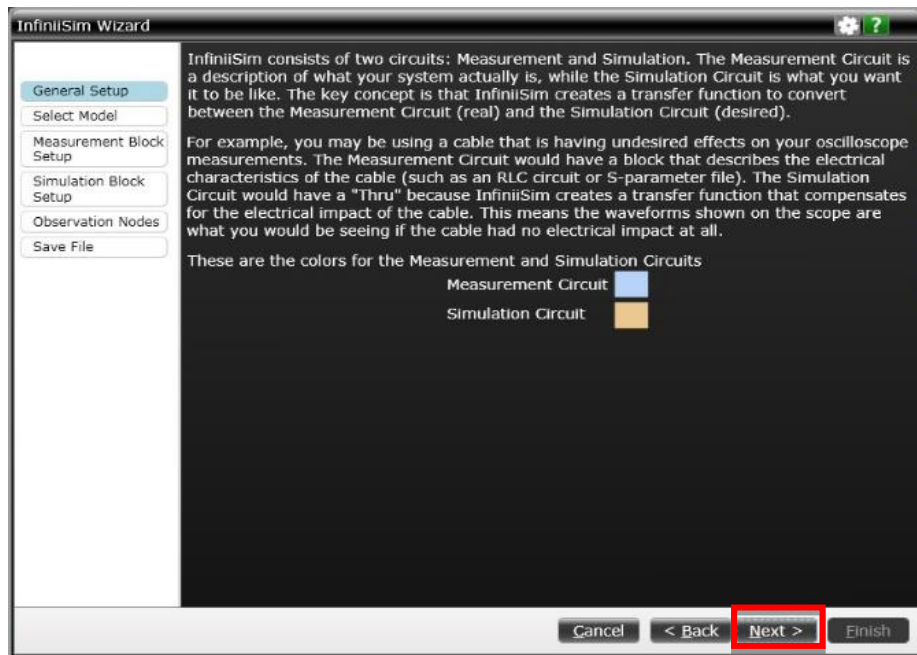 InfiniiSim Wizard
?
General Setup
Select Model
Measurement Block
Setup
Simulation Block
Setup
Observation Nodes
Save File
InfiniiSim consists of two circuits: Measurement and Simulation. The Measurement Circuit is
a description of what your system actually is, while the Simulation Circuit is what you want
it to be like. The key concept is that InfiniiSim creates a transfer function to convert
between the Measurement Circuit (real) and the Simulation Circuit (desired).
For example, you may be using a cable that is having undesired effects on your oscilloscope
measurements. The Measurement Circuit would have a block that describes the electrical
characteristics of the cable (such as an RLC circuit or S-parameter file). The Simulation
Circuit would have a "Thru" because InfiniiSim creates a transfer function that compensates
for the electrical impact of the cable. This means the waveforms shown on the scope are
what you would be seeing if the cable had no electrical impact at all.
These are the colors for the Measurement and Simulation Circuits
Measurement Circuit
Simulation Circuit
Cancel
< Back
Next >
Finish